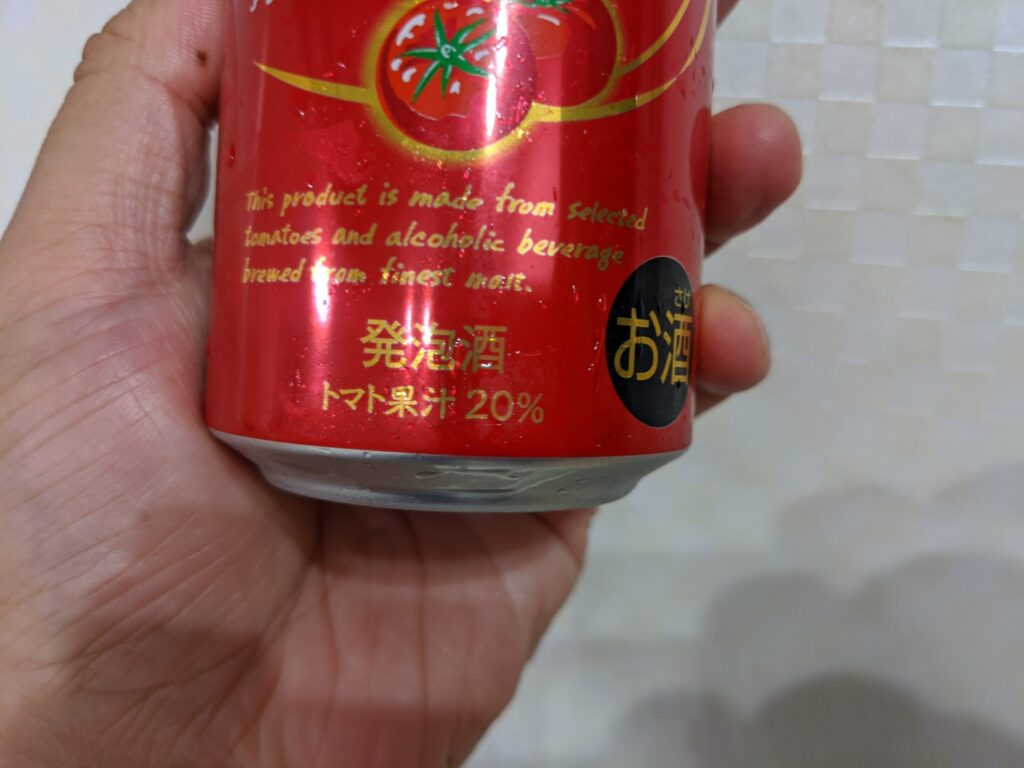 This product is made from selected
tomatoes and alcoholic beverage
brewed from finest malt.
発泡酒
トマト果汁 20%
さけ
お酒